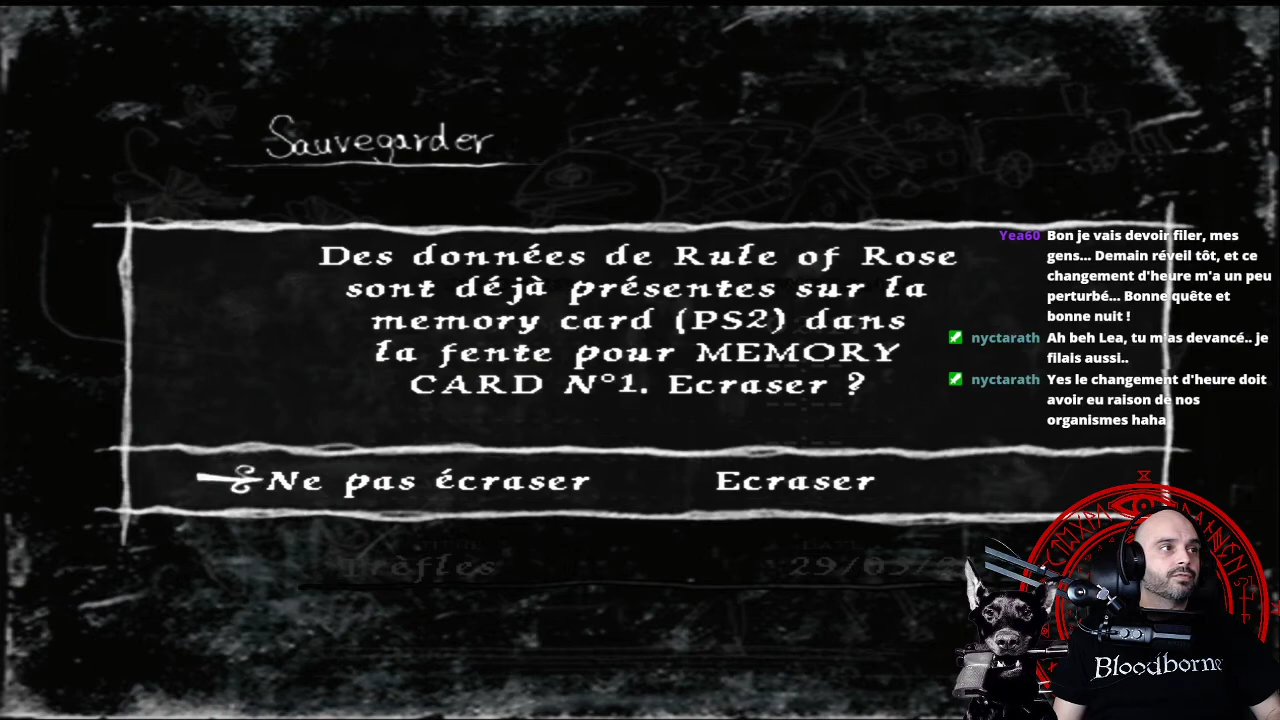 Sauvegarder
Des données de Rule of Rose
sont déjà présentes sur la
memory card (PS2) dans
la fente pour MEMORY
CARD N°1. Ecraser ?
Ne pas écraser
Ecraser
Trèfles
Yea60 Bon je vais devoir filer, mes
gens... Demain réveil tôt, et ce
changement d'heure m'a un peu
perturbé... Bonne quête et
bonne nuit !
nyctarath Ah beh Lea, tu m'as devancé.. je
filais aussi..
nyctarath Yes le changement d'heure doit
avoir eu raison de nos
organismes haha
Bloodborne